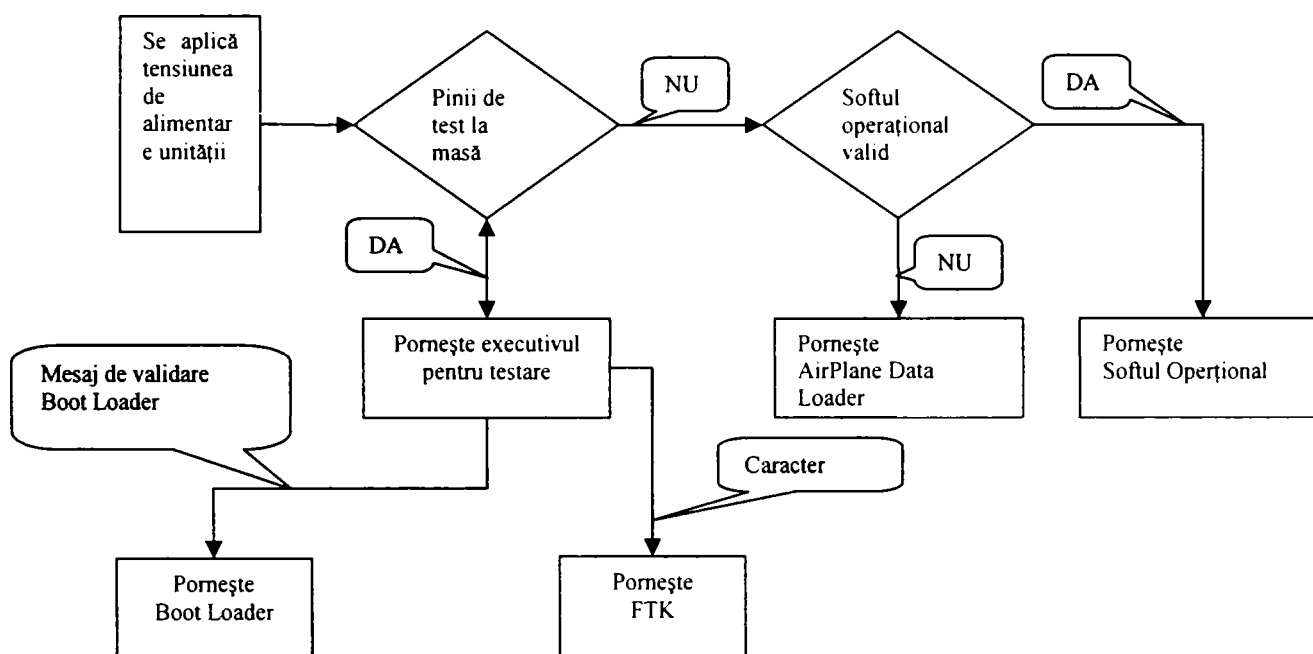 Se aplică
tensiunea
de
alimentar
e unității
Pinii de
test la
masă
NU
Softul
operațional
valid
DA
DA
NU
Pornește executivul
pentru testare
Pornește
AirPlane Data
Loader
Pornește
Softul Operțional
Mesaj de validare
Boot Loader
Caracter
Pornește
Boot Loader
Pornește
FTK